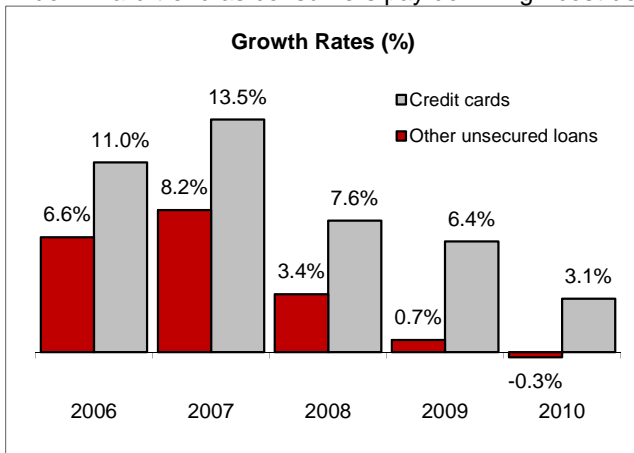 Growth Rates (%)
Credit cards
Other unsecured loans
6.6%
11.0%
8.2%
13.5%
3.4%
7.6%
0.7%
6.4%
-0.3%
3.1%
2006 2007 2008 2009 2010